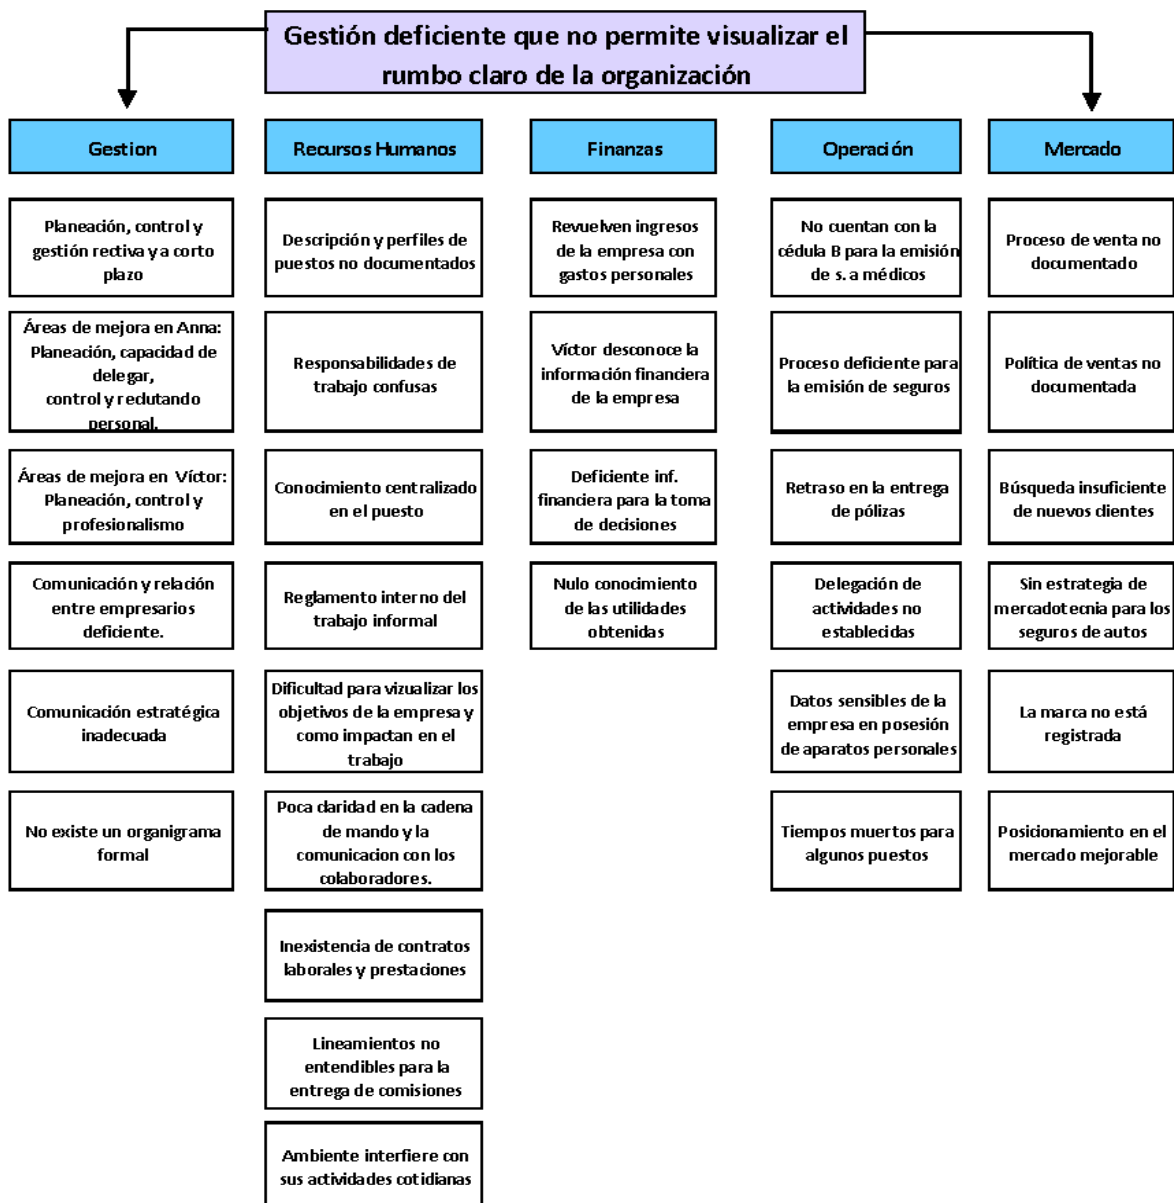 Gestión deficiente que no permite visualizar el
rumbo claro de la organización
Gestion
Planeación, control y
gestión rectiva y a corto
plazo
Áreas de mejora en Anna:
Planeación, capacidad de
delegar,
control y reclutando
personal.
Áreas de mejora en Víctor:
Planeación, control y
profesionalismo
Comunicación y relación
entre empresarios
deficiente.
Comunicación estratégica
inadecuada
No existe un organigrama
formal
Recursos Humanos
Descripción y perfiles de
puestos no documentados
Responsabilidades de
trabajo confusas
Conocimiento centralizado
en el puesto
Reglamento interno del
trabajo informal
Dificultad para vizualizar los
objetivos de la empresa y
como impactan en el
trabajo
Poca claridad en la cadena
de mando y la
comunicacion con los
colaboradores.
Inexistencia de contratos
laborales y prestaciones
Lineamientos no
entendibles para la
entrega de comisiones
Ambiente interfiere con
sus actividades cotidianas
Finanzas
Revuelven ingresos
de la empresa con
gastos personales
Víctor desconoce la
información financiera
de la empresa
Deficiente inf.
financiera para la toma
de decisiones
Nulo conocimiento
de las utilidades
obtenidas
Operación
No cuentan con la
cédula B para la emisión
de s. a médicos
Proceso deficiente para
la emisión de seguros
Retraso en la entrega
de pólizas
Delegación de
actividades no
establecidas
Datos sensibles de la
empresa en posesión
de aparatos personales
Tiempos muertos para
algunos puestos
Mercado
Proceso de venta no
documentado
Política de ventas no
documentada
Búsqueda insuficiente
de nuevos clientes
Sin estrategia de
mercadotecnia para los
seguros de autos
La marca no está
registrada
Posicionamiento en el
mercado mejorable